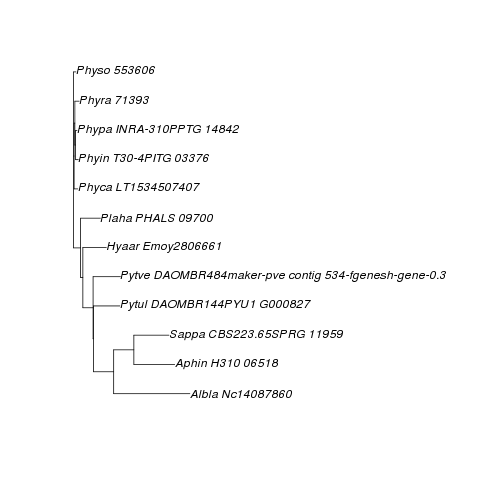 Physo 553606
Phyra 71393
Phypa INRA-310PPTG 14842
Phyin T30-4PITG 03376
Phyca LT1534507407
Plaha PHALS 09700
Hyaar Emoy2806661
Pytve DAOMBR484maker-pve contig 534-fgenesh-gene-0.3
Pytul DAOMBR144PYU1 G000827
Sappa CBS223.65SPRG 11959
Aphin H310 06518
Albla Nc14087860